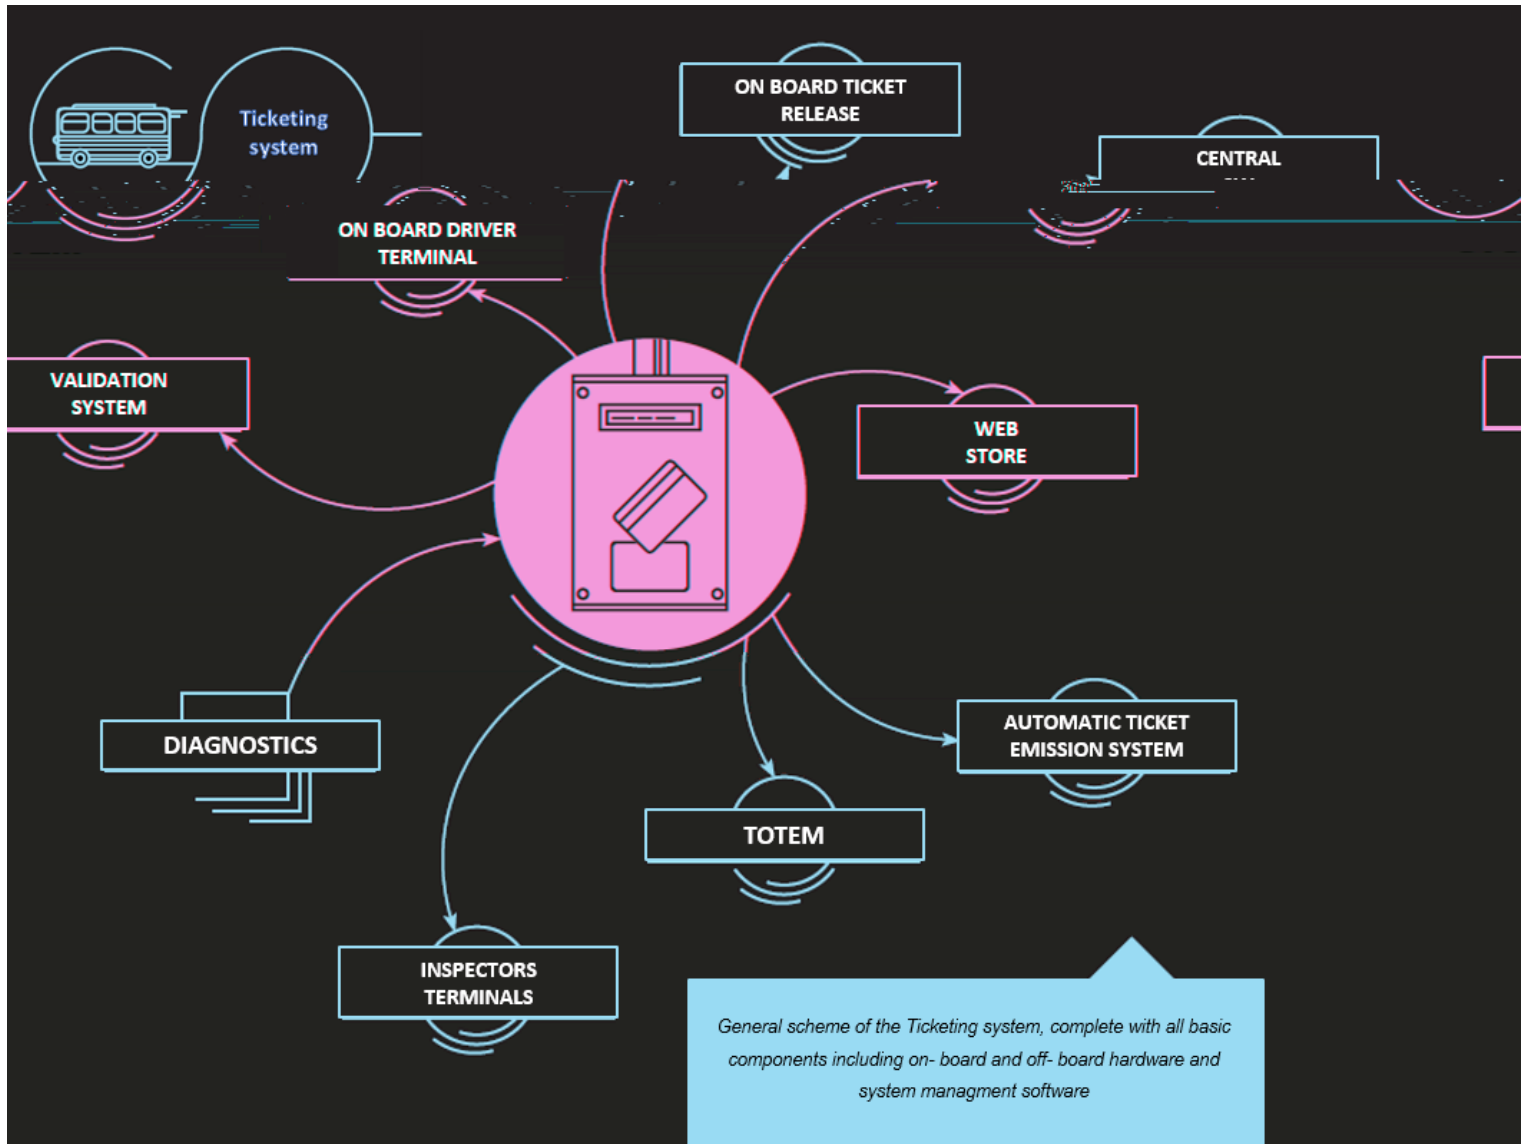 Ticketing
system
ON BOARD TICKET
RELEASE
CENTRAL
ON BOARD DRIVER
TERMINAL
VALIDATION
SYSTEM
WEB
STORE
DIAGNOSTICS
AUTOMATIC TICKET
EMISSION SYSTEM
TOTEM
INSPECTORS
TERMINALS
General scheme of the Ticketing system, complete with all basic
components including on- board and off- board hardware and
system managment software